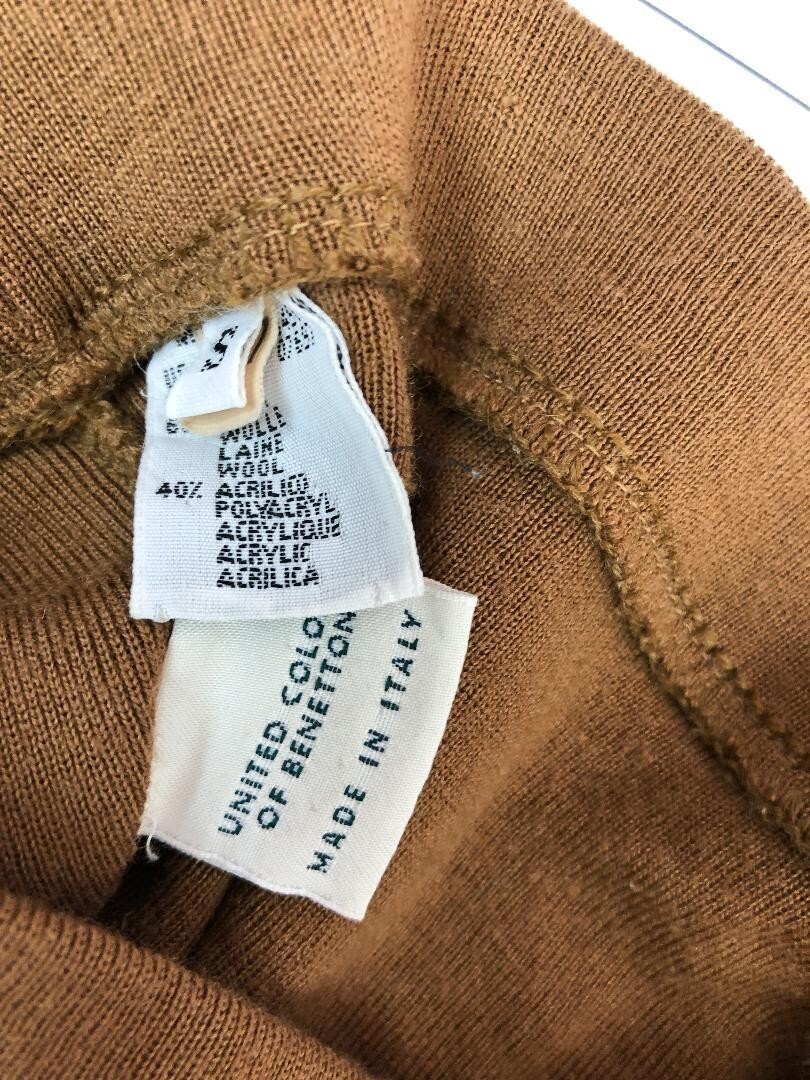 WOLLE
LAINE
WOOL
40% ACRILICO
POLYACRYL
ACRYLIQUE
ACRYLIC
ACRILICA
UNITED COLO
OF BENETTON
MADE IN ITALY